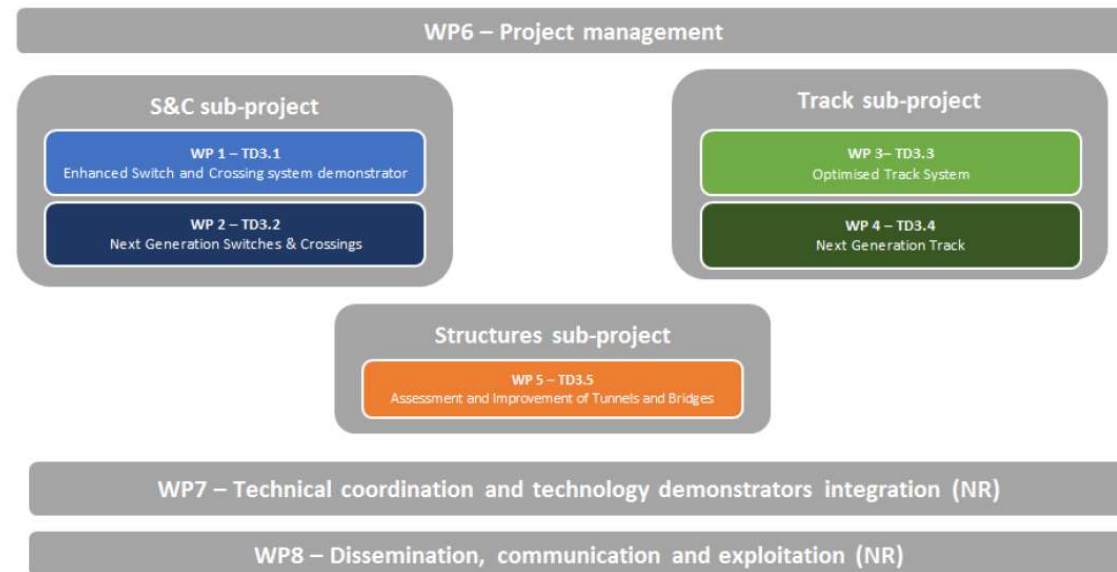 WP6 – Project management
S&C sub-project
WP 1 – TD3.1
Enhanced Switch and Crossing system demonstrator
WP 2 – TD3.2
Next Generation Switches & Crossings
Track sub-project
WP 3– TD3.3
Optimised Track System
WP 4 – TD3.4
Next Generation Track
Structures sub-project
WP 5 – TD3.5
Assessment and Improvement of Tunnels and Bridges
WP7 – Technical coordination and technology demonstrators integration (NR)
WP8 – Dissemination, communication and exploitation (NR)